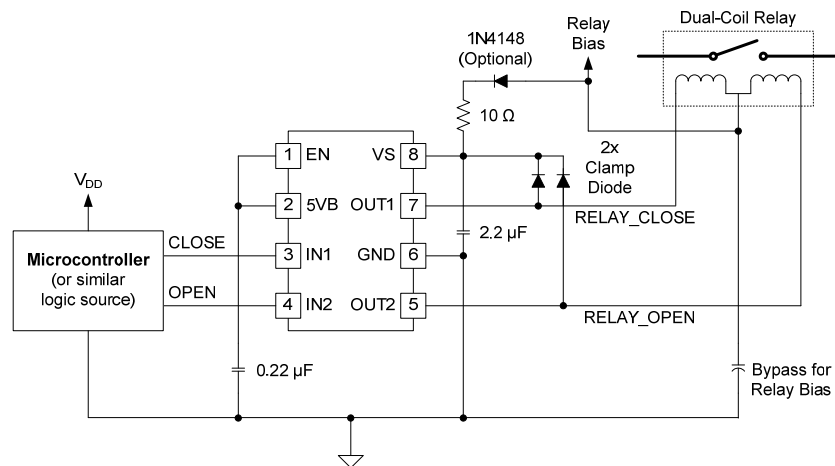 Dual-Coil Relay
Relay
Bias
1N4148
(Optional)
10 Ω
1 EN
VS 8
2x
Clamp
Diode
V_DD
2 5VB
OUT1 7
RELAY_CLOSE
2.2 µF
Microcontroller
(or similar
logic source)
CLOSE
3 IN1
GND 6
OPEN
4 IN2
OUT2 5
RELAY_OPEN
0.22 µF
Bypass for
Relay Bias